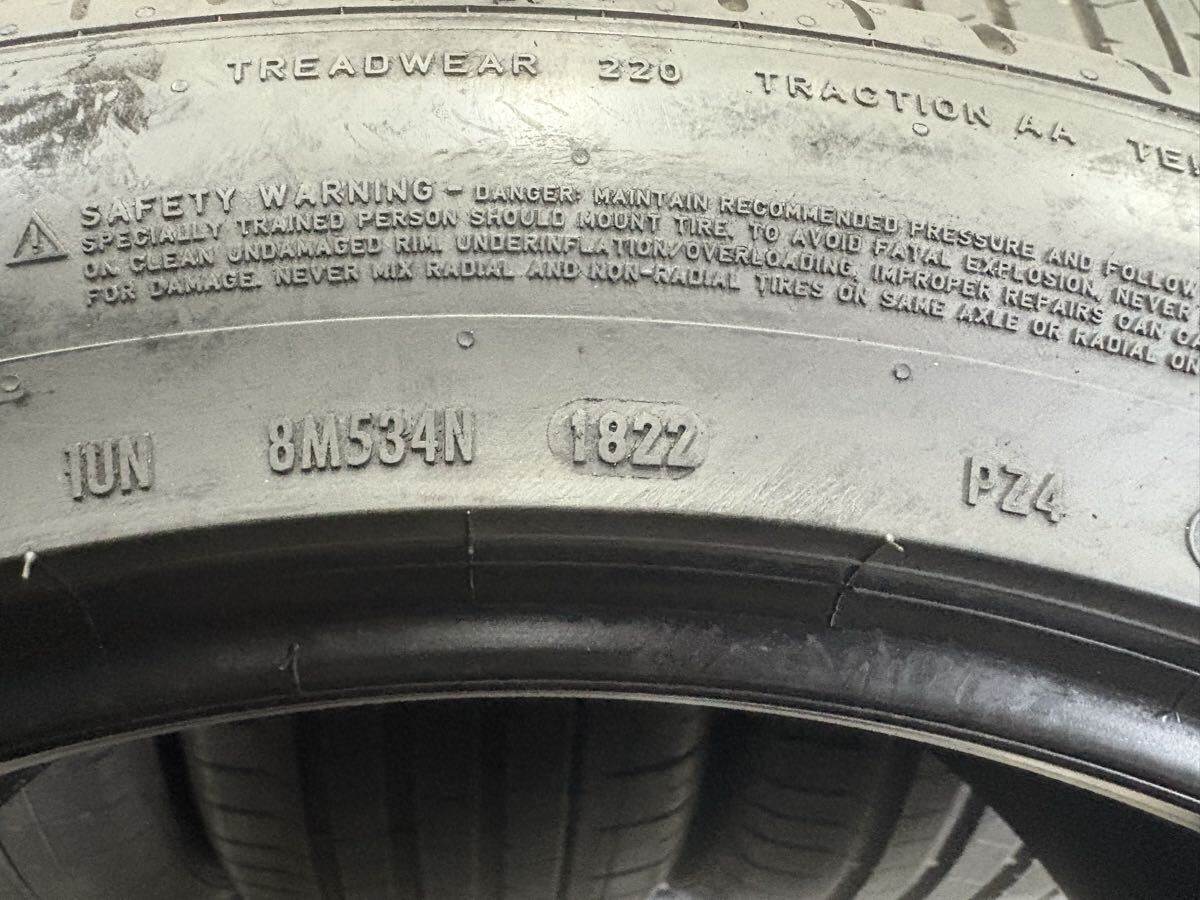 TREADWEAR 220 TRACTION AA
SAFETY WARNING - DANGER: MAINTAIN RECOMMENDED PRESSURE AND FOLLOW
SPECIALLY TRAINED PERSON SHOULD MOUNT TIRE. TO AVOID FATAL EXPLOSION, NEVER
ON CLEAN UNDAMAGED RIM. UNDERINFLATION/OVERLOADING, IMPROPER REPAIRS CAN
FOR DAMAGE. NEVER MIX RADIAL AND NON-RADIAL TIRES ON SAME AXLE OR RADIAL ON
1UN 8M534N 1822 PZ4